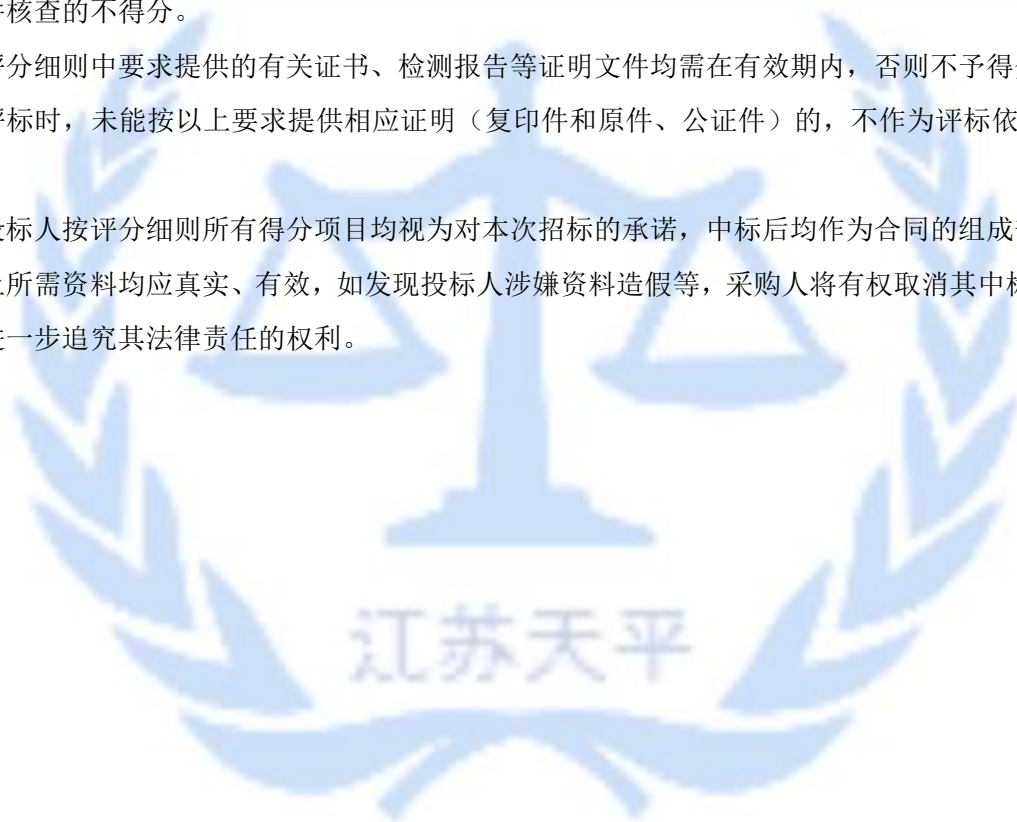 核查的不得分。
分细则中要求提供的有关证书、检测报告等证明文件均需在有效期内，否则不予得
标时，未能按以上要求提供相应证明（复印件和原件、公证件）的，不作为评标依
标人按评分细则所有得分项目均视为对本次招标的承诺，中标后均作为合同的组成
所需资料均应真实、有效，如发现投标人涉嫌资料造假等，采购人将有权取消其中标
一步追究其法律责任的权利。
江苏天平